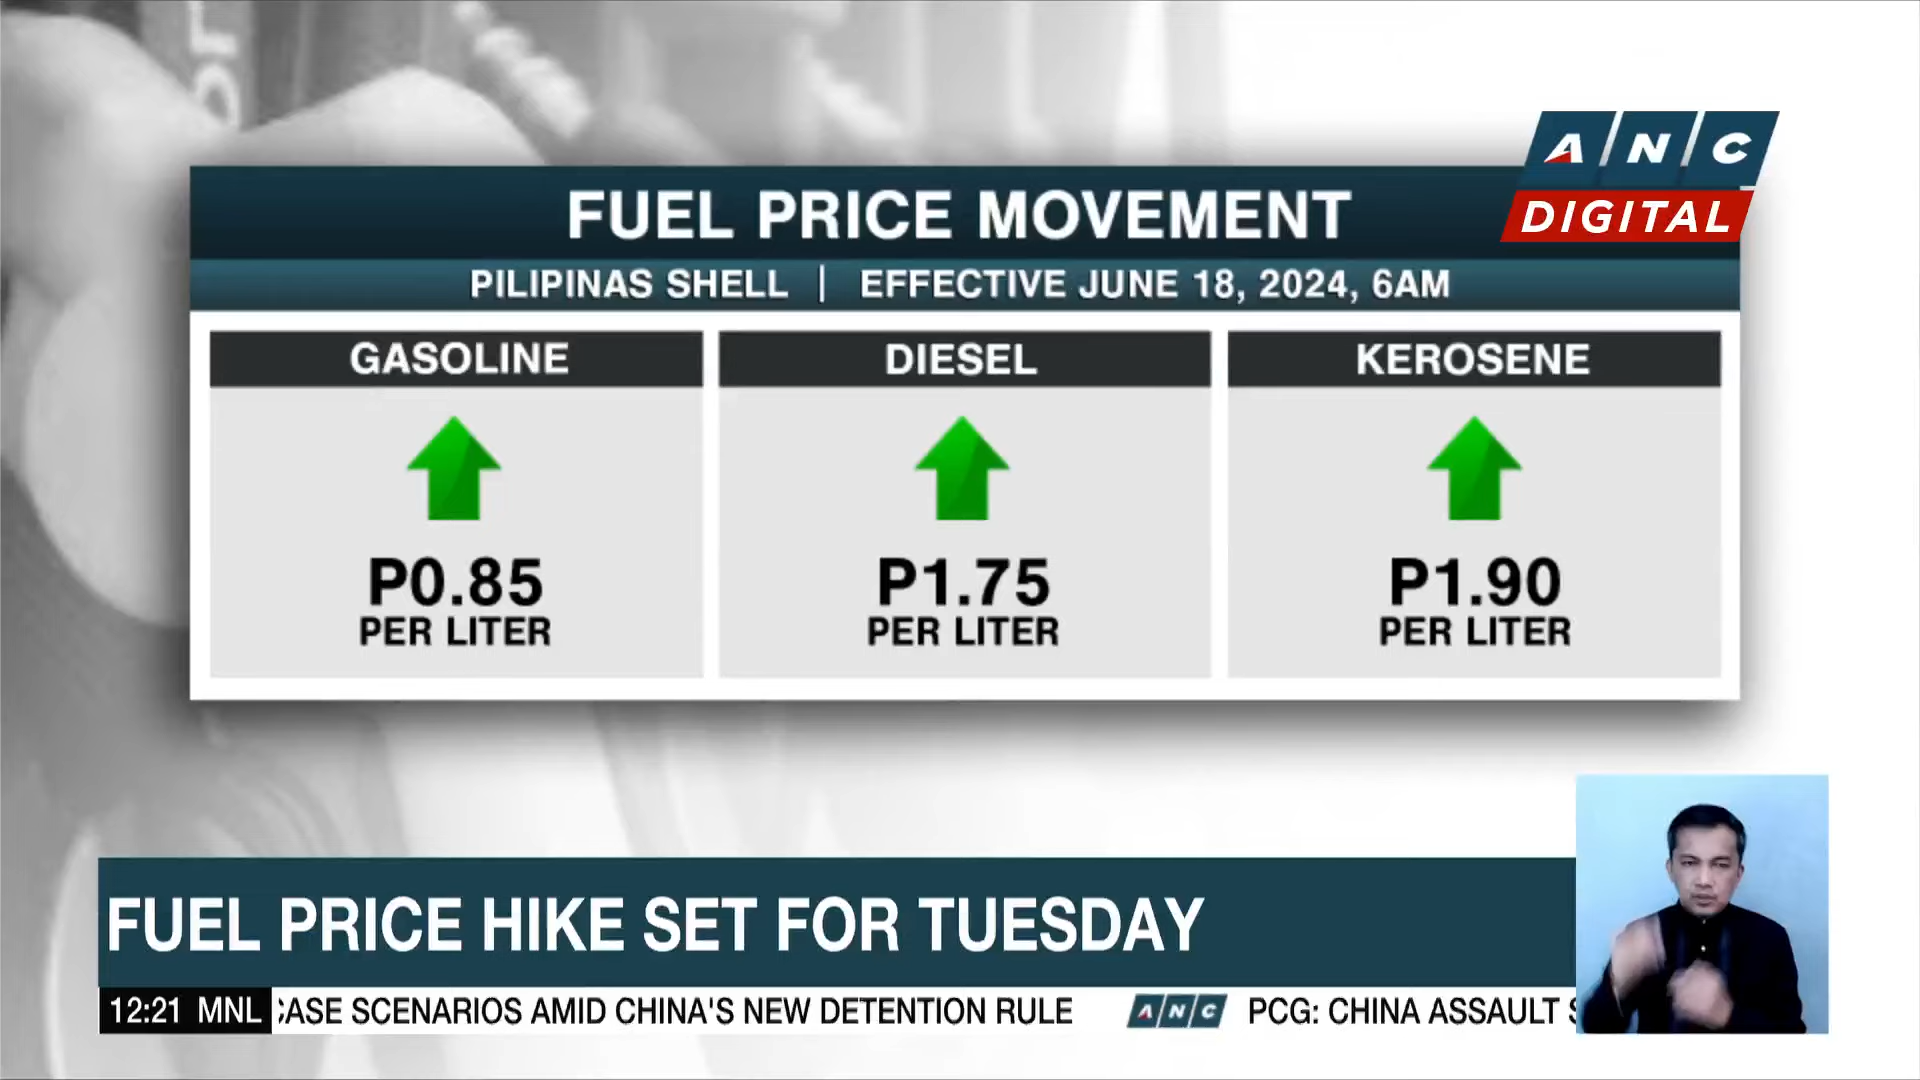 A N C
DIGITAL
FUEL PRICE MOVEMENT
PILIPINAS SHELL | EFFECTIVE JUNE 18, 2024, 6AM
GASOLINE
DIESEL
KEROSENE
P0.85
PER LITER
P1.75
PER LITER
P1.90
PER LITER
FUEL PRICE HIKE SET FOR TUESDAY
12:21 MNL
CASE SCENARIOS AMID CHINA'S NEW DETENTION RULE
ANC
PCG: CHINA ASSAULT